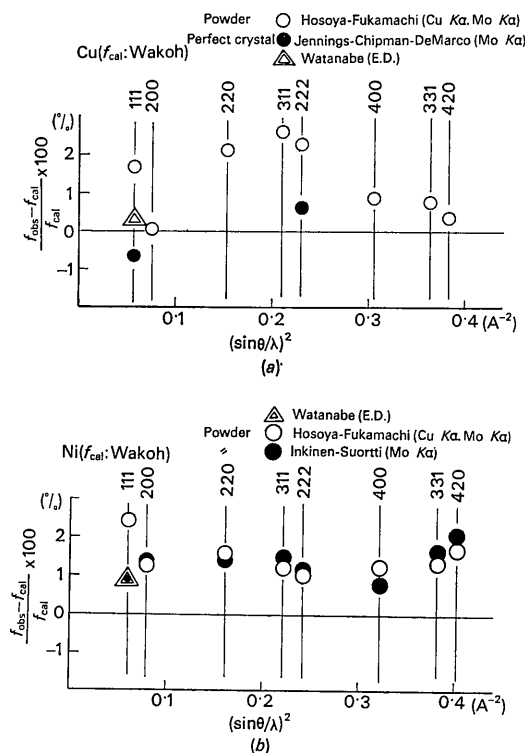 Powder ○ Hosoya-Fukamachi (Cu Kα. Mo Kα)
Perfect crystal ● Jennings-Chipman-DeMarco (Mo Kα)
Cu(fcal: Wakoh)
Watanabe (E.D.)
111
200
220
311
222
400
331
420
(°/₀)
fobs−fcal
fcal
×100
2
1
0
−1
0·1
0·2
0·3
0·4 (A⁻²)
(sinθ/λ)²
(a)·
Watanabe (E.D.)
Powder ○ Hosoya-Fukamachi (Cu Kα. Mo Kα)
Ni(fcal: Wakoh)
〃 ● Inkinen-Suortti (Mo Kα)
111
200
220
311
222
400
331
420
(°/₀)
fobs−fcal
fcal
×100
2
1
0
−1
0·1
0·2
0·3
0·4 (A⁻²)
(sinθ/λ)²
(b)